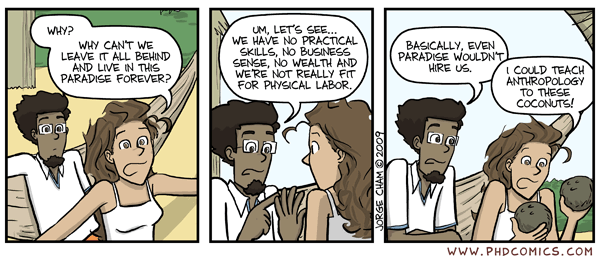 WHY?
WHY CAN'T WE
LEAVE IT ALL BEHIND
AND LIVE IN THIS
PARADISE FOREVER?
UM, LET'S SEE...
WE HAVE NO PRACTICAL
SKILLS, NO BUSINESS
SENSE, NO WEALTH AND
WE'RE NOT REALLY FIT
FOR PHYSICAL LABOR.
JORGE CHAM © 2009
BASICALLY, EVEN
PARADISE WOULDN'T
HIRE US.
I COULD TEACH
ANTHROPOLOGY
TO THESE
COCONUTS!
WWW.PHDCOMICS.COM